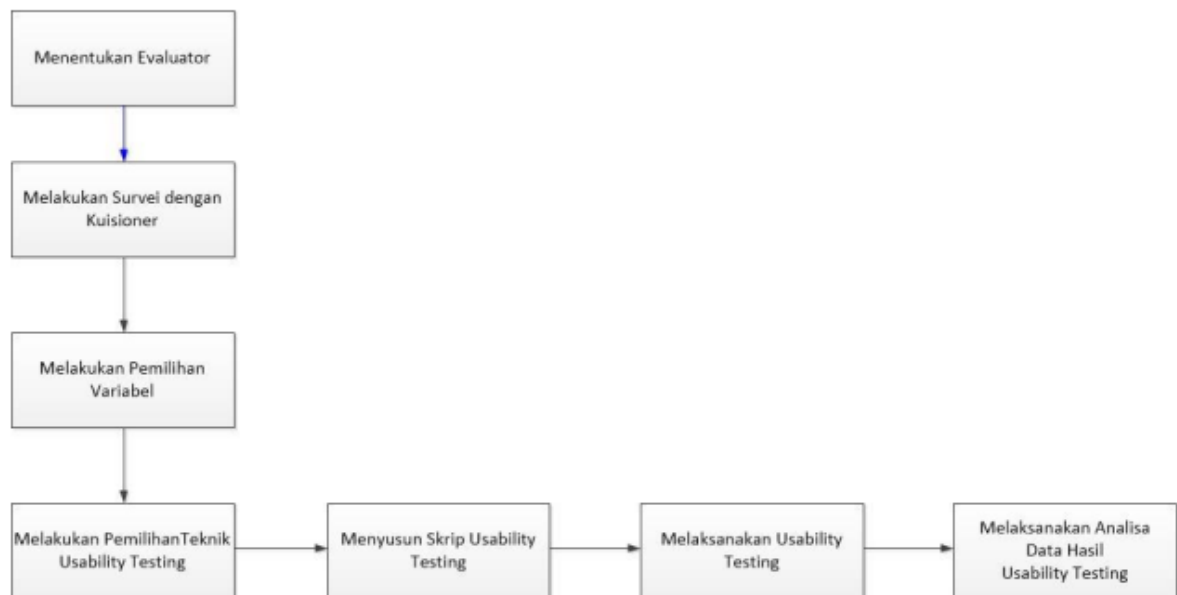 Menentukan Evaluator
Melakukan Survei dengan
Kuisioner
Melakukan Pemilihan
Variabel
Melakukan PemilihanTeknik
Usability Testing
Menyusun Skrip Usability
Testing
Melaksanakan Usability
Testing
Melaksanakan Analisa
Data Hasil
Usability Testing